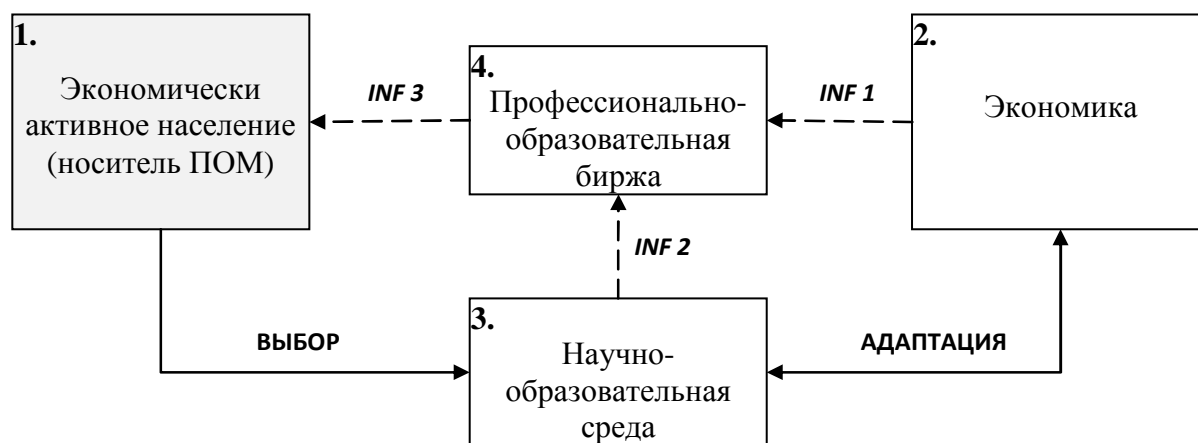 1.
Экономически
активное население
(носитель ПОМ)
INF 3
4.
Профессионально-
образовательная
биржа
INF 1
2.
Экономика
INF 2
ВЫБОР
3.
Научно-
образовательная
среда
АДАПТАЦИЯ